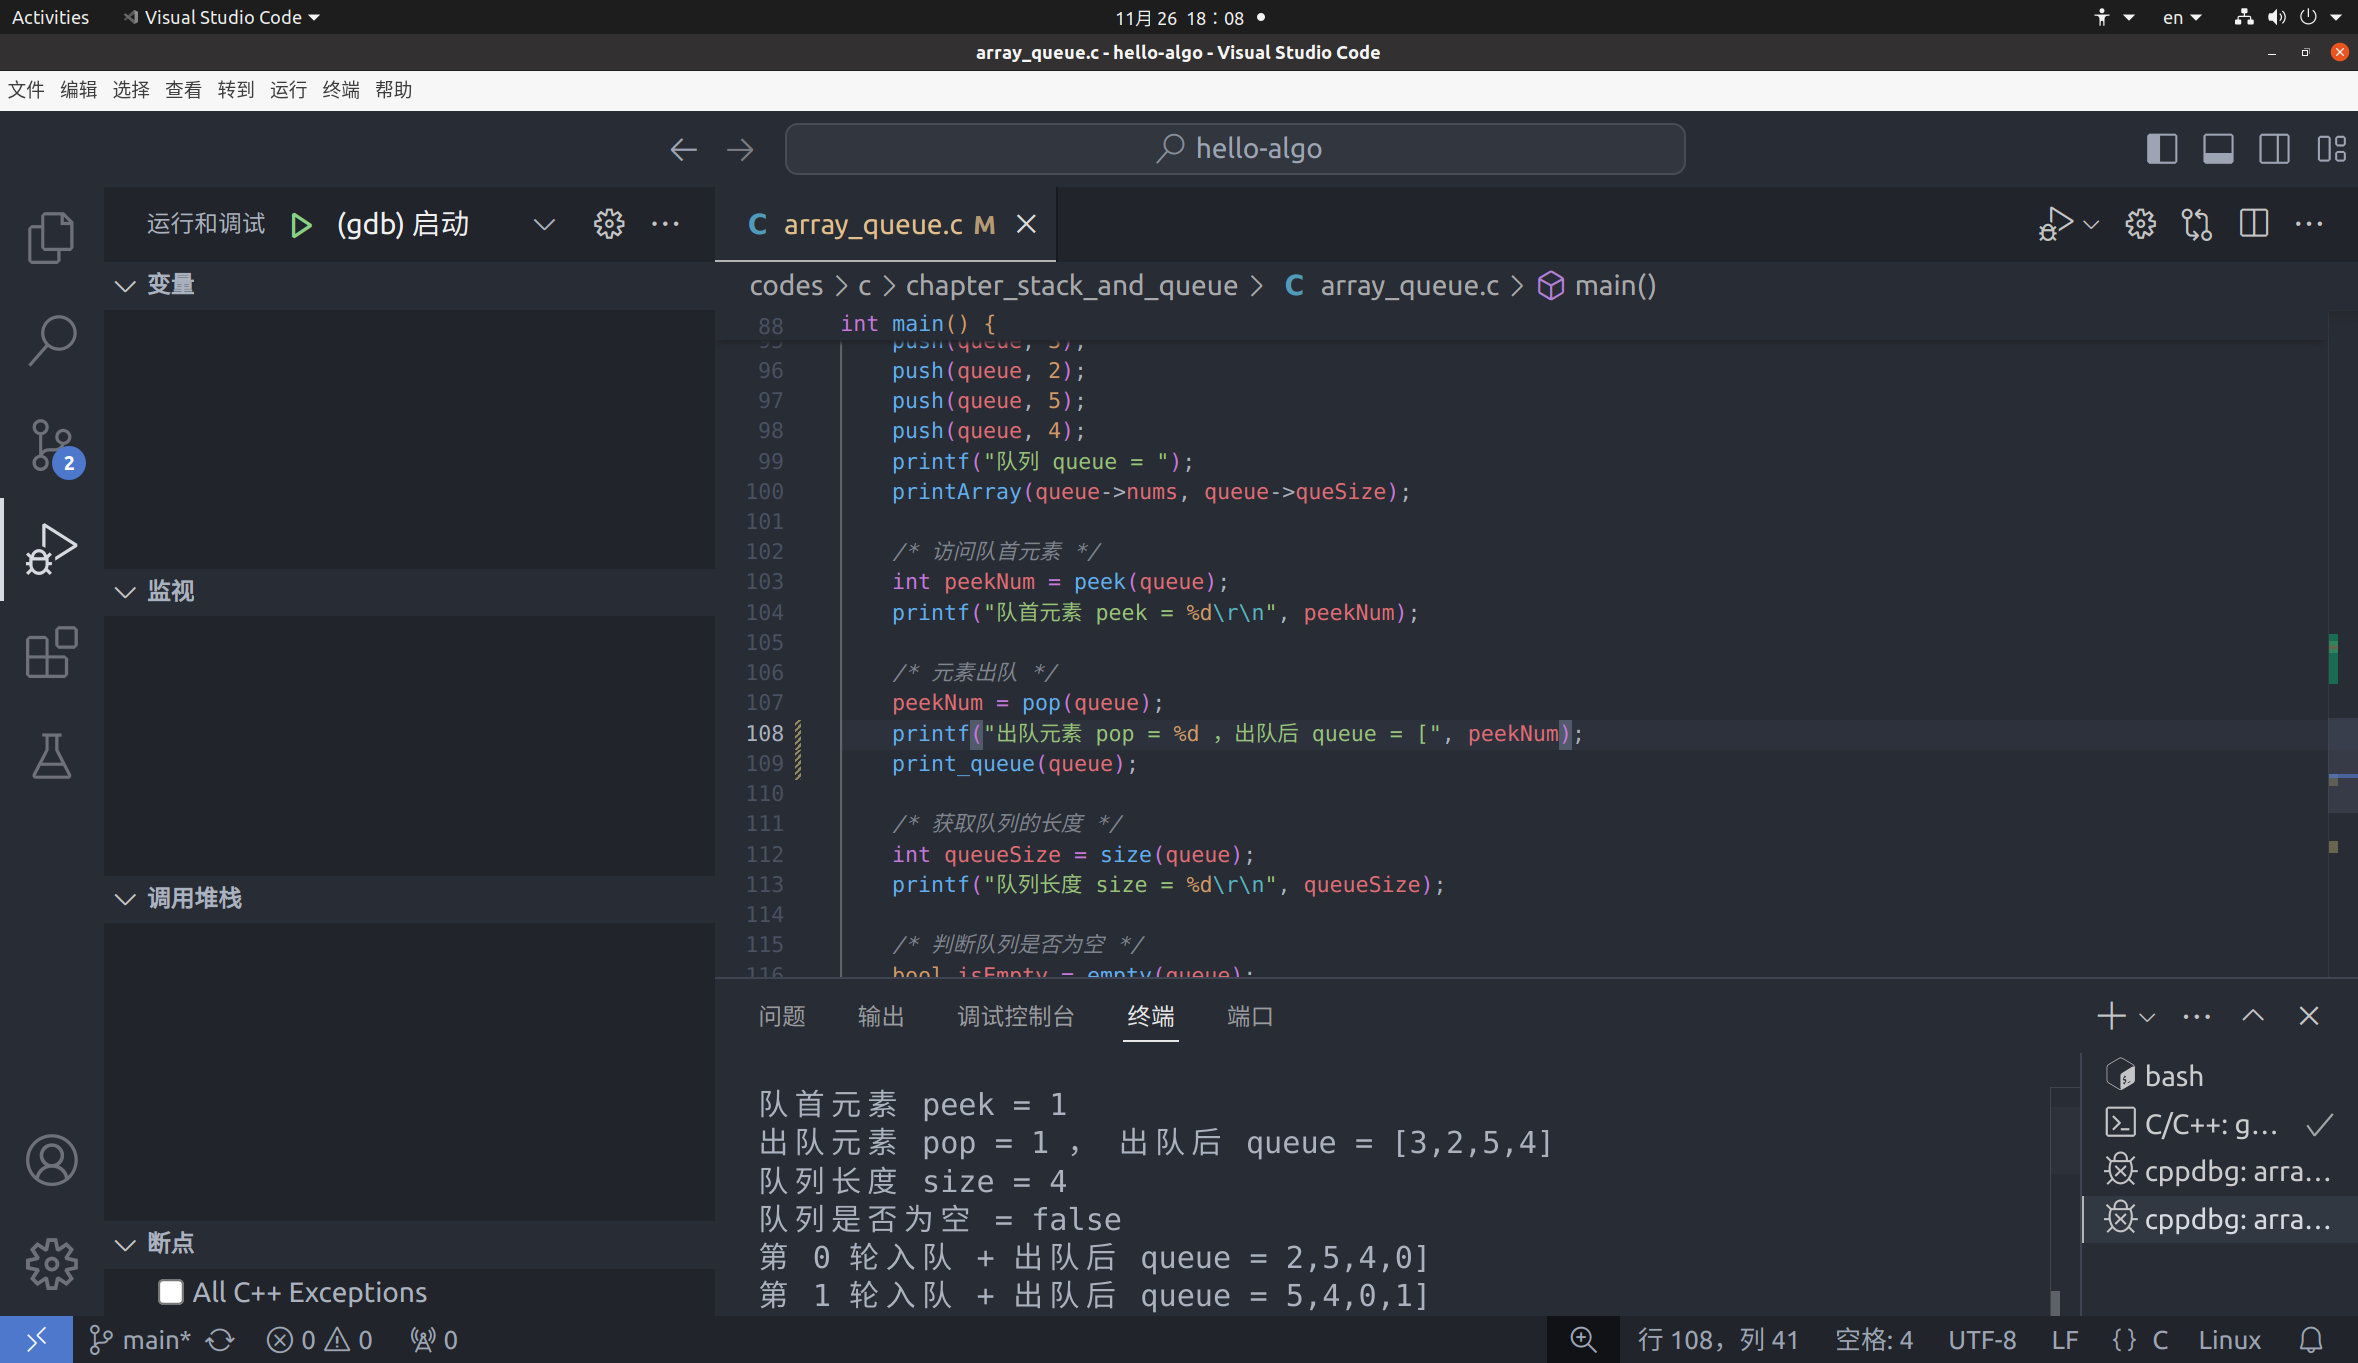 Activities
Visual Studio Code
11月 26 18：08
en
array_queue.c - hello-algo - Visual Studio Code
文件 编辑 选择 查看 转到 运行 终端 帮助
hello-algo
运行和调试
(gdb) 启动
array_queue.c M
codes > c > chapter_stack_and_queue > C array_queue.c > main()
变量
监视
调用堆栈
断点
All C++ Exceptions
2
88 int main() {
95 push(queue, 3);
96 push(queue, 2);
97 push(queue, 5);
98 push(queue, 4);
99 printf("队列 queue = ");
100 printArray(queue->nums, queue->queSize);
101
102 /* 访问队首元素 */
103 int peekNum = peek(queue);
104 printf("队首元素 peek = %d\r\n", peekNum);
105
106 /* 元素出队 */
107 peekNum = pop(queue);
108 printf("出队元素 pop = %d ，出队后 queue = [", peekNum);
109 print_queue(queue);
110
111 /* 获取队列的长度 */
112 int queueSize = size(queue);
113 printf("队列长度 size = %d\r\n", queueSize);
114
115 /* 判断队列是否为空 */
116 bool isEmpty = empty(queue);
问题 输出 调试控制台 终端 端口
队首元素 peek = 1
出队元素 pop = 1 ， 出队后 queue = [3,2,5,4]
队列长度 size = 4
队列是否为空 = false
第 0 轮入队 + 出队后 queue = 2,5,4,0]
第 1 轮入队 + 出队后 queue = 5,4,0,1]
bash
C/C++: g...
cppdbg: arra...
cppdbg: arra...
main* 0 0 0
行 108，列 41 空格: 4 UTF-8 LF {} C Linux